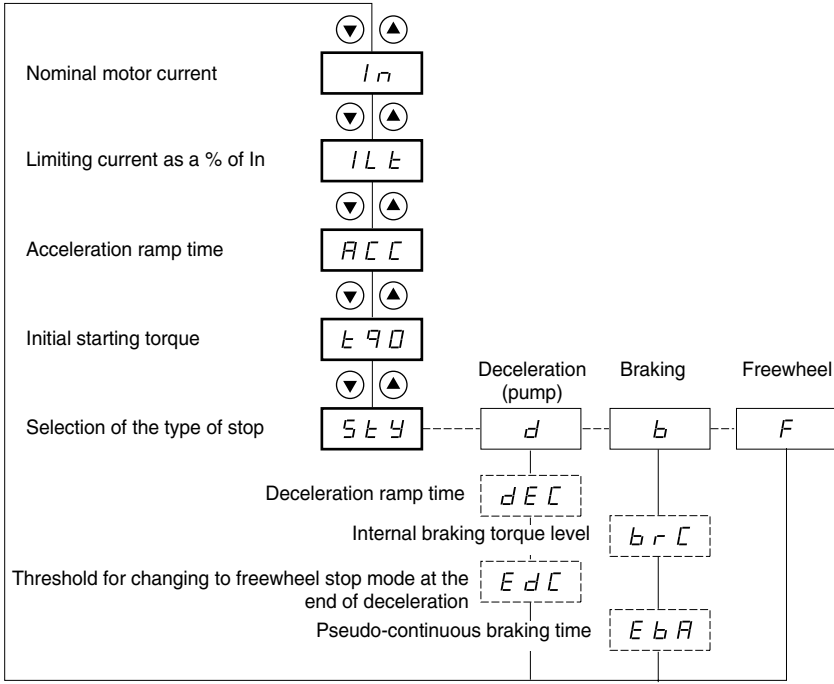 Nominal motor current
In
Limiting current as a % of In
ILt
Acceleration ramp time
ACC
Initial starting torque
tq0
Deceleration (pump)
Braking
Freewheel
Selection of the type of stop
StY
d
b
F
Deceleration ramp time
dEC
Internal braking torque level
brC
Threshold for changing to freewheel stop mode at the
end of deceleration
EdC
Pseudo-continuous braking time
EbA